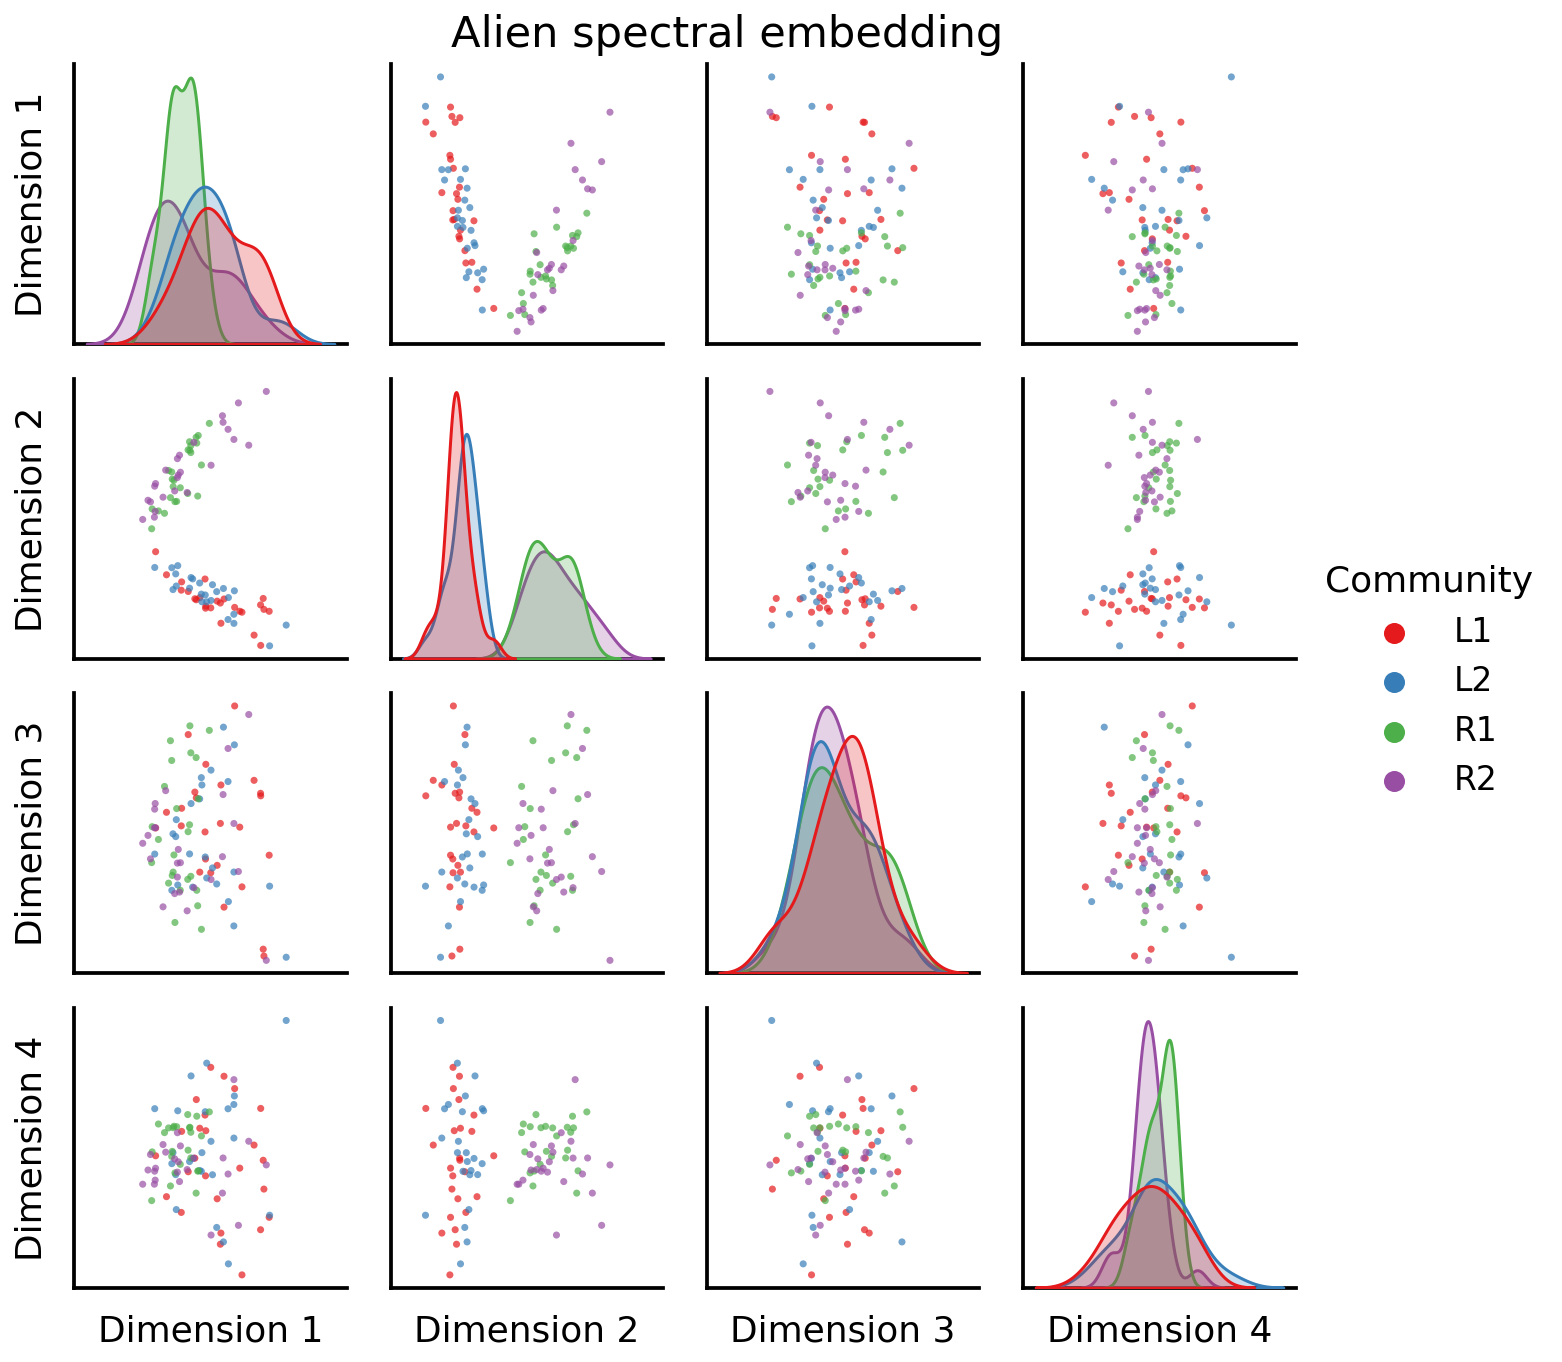 Alien spectral embedding
Dimension 1
Dimension 2
Dimension 3
Dimension 4
Community
L1
L2
R1
R2
Dimension 1
Dimension 2
Dimension 3
Dimension 4